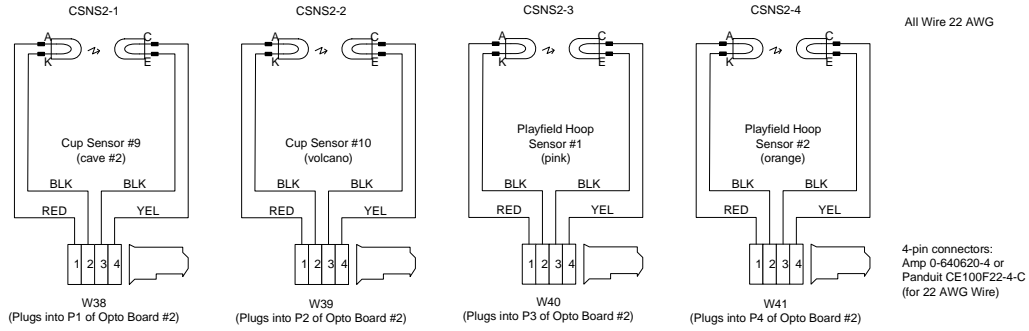 CSNS2-1
A
C
K
E
Cup Sensor #9
(cave #2)
BLK
BLK
RED
YEL
1 2 3 4
W38
(Plugs into P1 of Opto Board #2)
CSNS2-2
A
C
K
E
Cup Sensor #10
(volcano)
BLK
BLK
RED
YEL
1 2 3 4
W39
(Plugs into P2 of Opto Board #2)
CSNS2-3
A
C
K
E
Playfield Hoop
Sensor #1
(pink)
BLK
BLK
RED
YEL
1 2 3 4
W40
(Plugs into P3 of Opto Board #2)
CSNS2-4
A
C
K
E
Playfield Hoop
Sensor #2
(orange)
BLK
BLK
RED
YEL
1 2 3 4
W41
(Plugs into P4 of Opto Board #2)
All Wire 22 AWG
4-pin connectors:
Amp 0-640620-4 or
Panduit CE100F22-4-C
(for 22 AWG Wire)